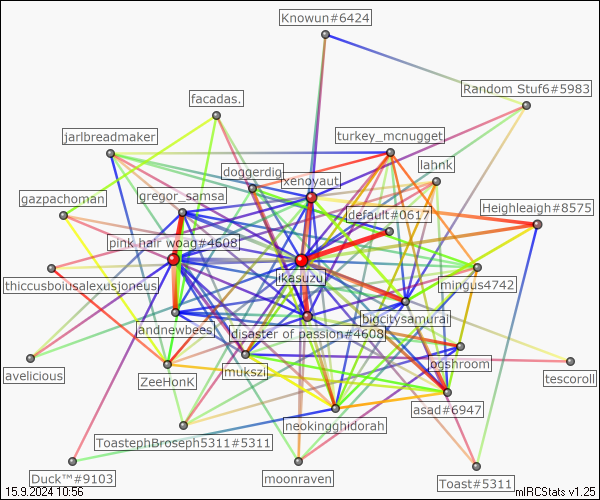 Knowun#6424
Random Stuf6#5983
facadas.
jarlbreadmaker
turkey_mcnugget
lahnk
doggerdig
xenovaut
gregor_samsa
gazpachoman
Heighleigh#8575
default#0617
pink hair woag#4608
ikasuzu
thiccusboiusalexusjoneus
mingus4742
bigcitysamurai
andnewbees
disaster of passion#4608
ogshroom
avelicious
ZeeHonK
mukszi
tescoroll
asad#6947
neokingghidorah
ToastephBroseph5311#5311
Duck™#9103
moonraven
Toast#5311
15.9.2024 10:56
mIRCStats v1.25